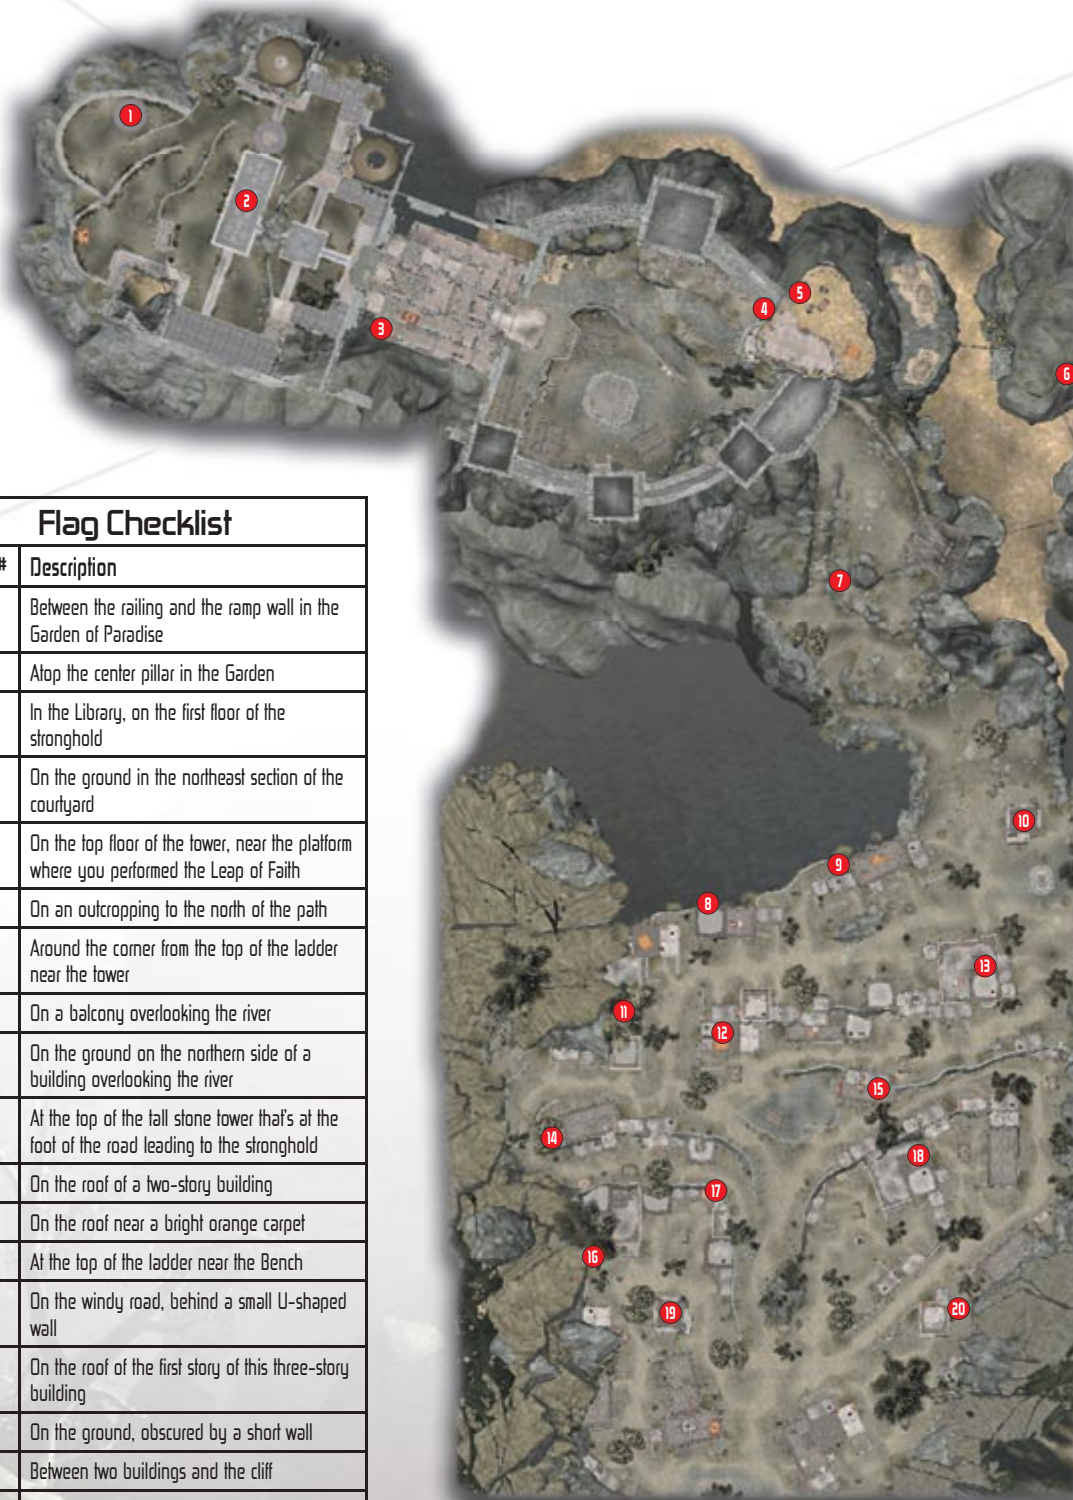 1
2
3
4
5
6
7
8
9
10
11
12
13
14
15
16
17
18
19
20
Flag Checklist
# Description
Between the railing and the ramp wall in the
Garden of Paradise
Atop the center pillar in the Garden
In the Library, on the first floor of the
stronghold
On the ground in the northeast section of the
courtyard
On the top floor of the tower, near the platform
where you performed the Leap of Faith
On an outcropping to the north of the path
Around the corner from the top of the ladder
near the tower
On a balcony overlooking the river
On the ground on the northern side of a
building overlooking the river
At the top of the tall stone tower that's at the
foot of the road leading to the stronghold
On the roof of a two-story building
On the roof near a bright orange carpet
At the top of the ladder near the Bench
On the windy road, behind a small U-shaped
wall
On the roof of the first story of this three-story
building
On the ground, obscured by a short wall
Between two buildings and the cliff